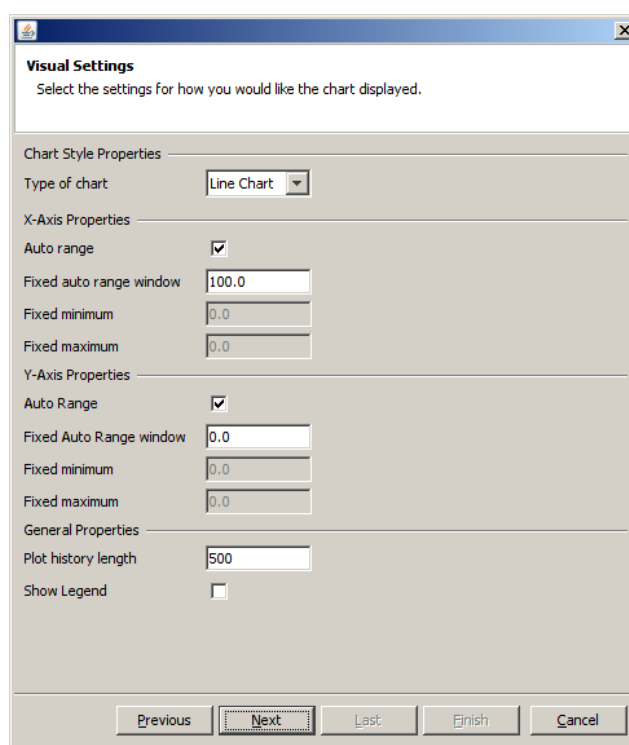 Visual Settings
Select the settings for how you would like the chart displayed.
Chart Style Properties
Type of chart Line Chart
X-Axis Properties
Auto range
Fixed auto range window 100.0
Fixed minimum 0.0
Fixed maximum 0.0
Y-Axis Properties
Auto Range
Fixed Auto Range window 0.0
Fixed minimum 0.0
Fixed maximum 0.0
General Properties
Plot history length 500
Show Legend
Previous Next Last Finish Cancel